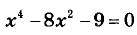 x⁴ − 8x² − 9 = 0